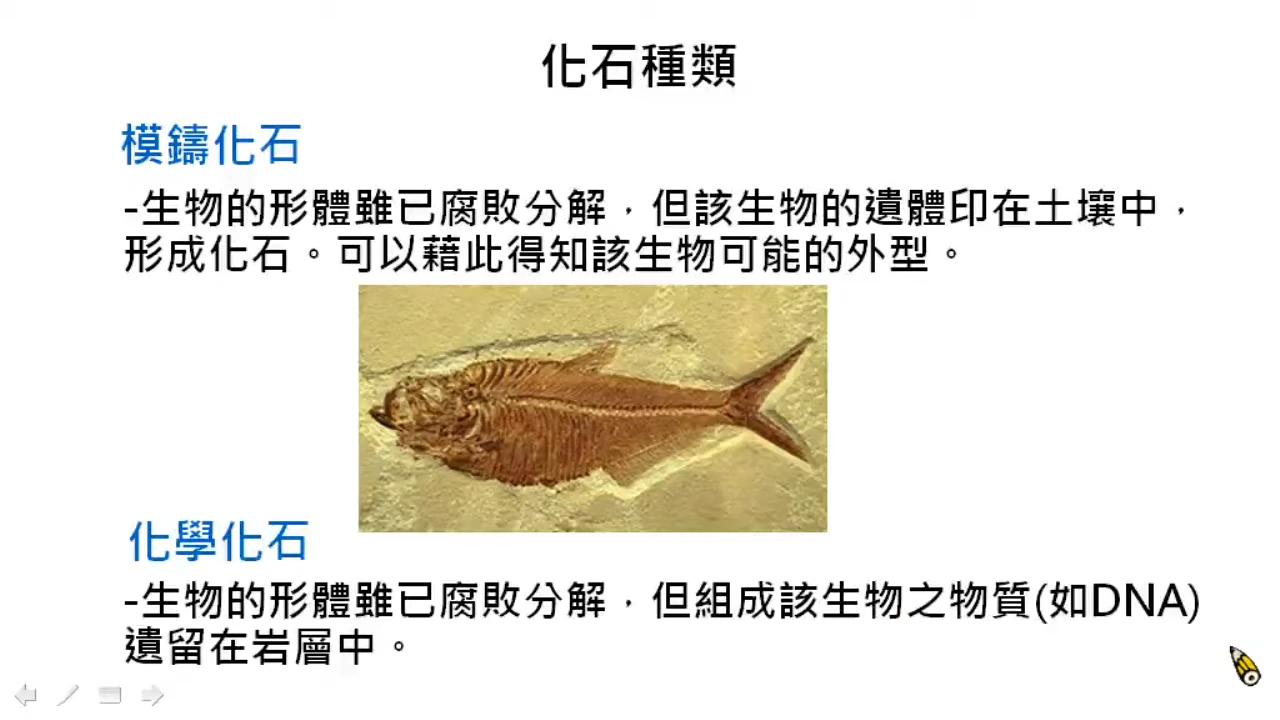 化石種類
模鑄化石
-生物的形體雖已腐敗分解，但該生物的遺體印在土壤中，
形成化石。可以藉此得知該生物可能的外型。
化學化石
-生物的形體雖已腐敗分解，但組成該生物之物質(如DNA)
遺留在岩層中。